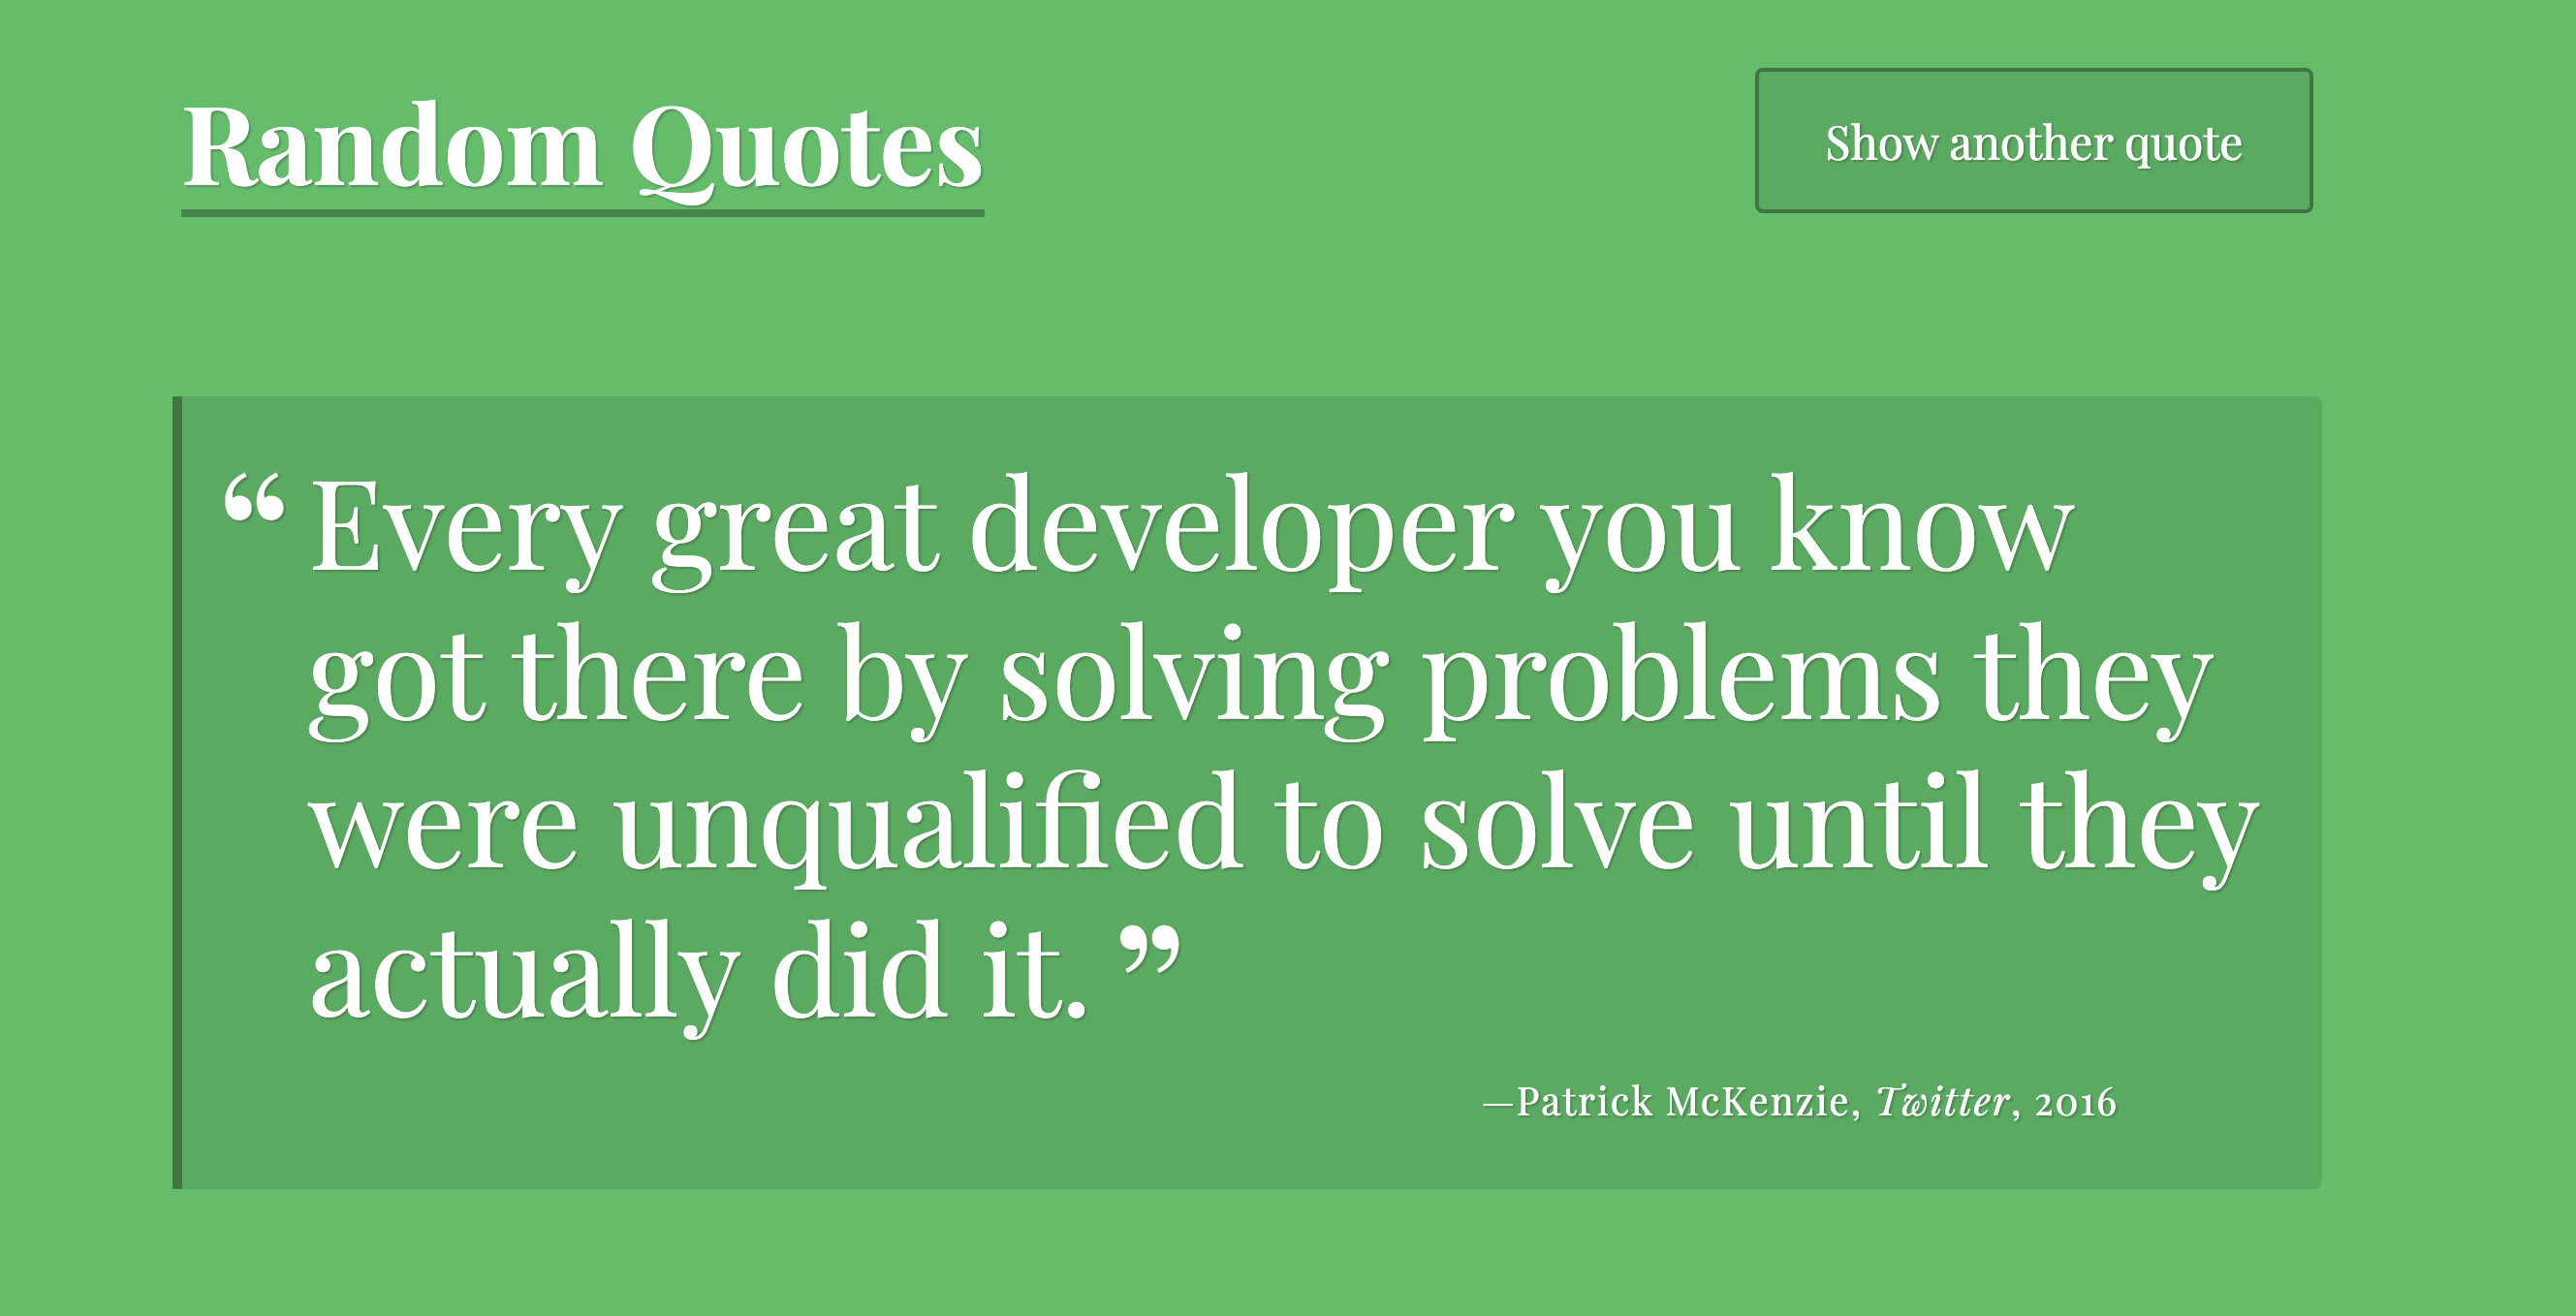 Random Quotes
Show another quote
“Every great developer you know
got there by solving problems they
were unqualified to solve until they
actually did it.”
—Patrick McKenzie, Twitter, 2016